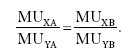 MU_XA / MU_YA = MU_XB / MU_YB.